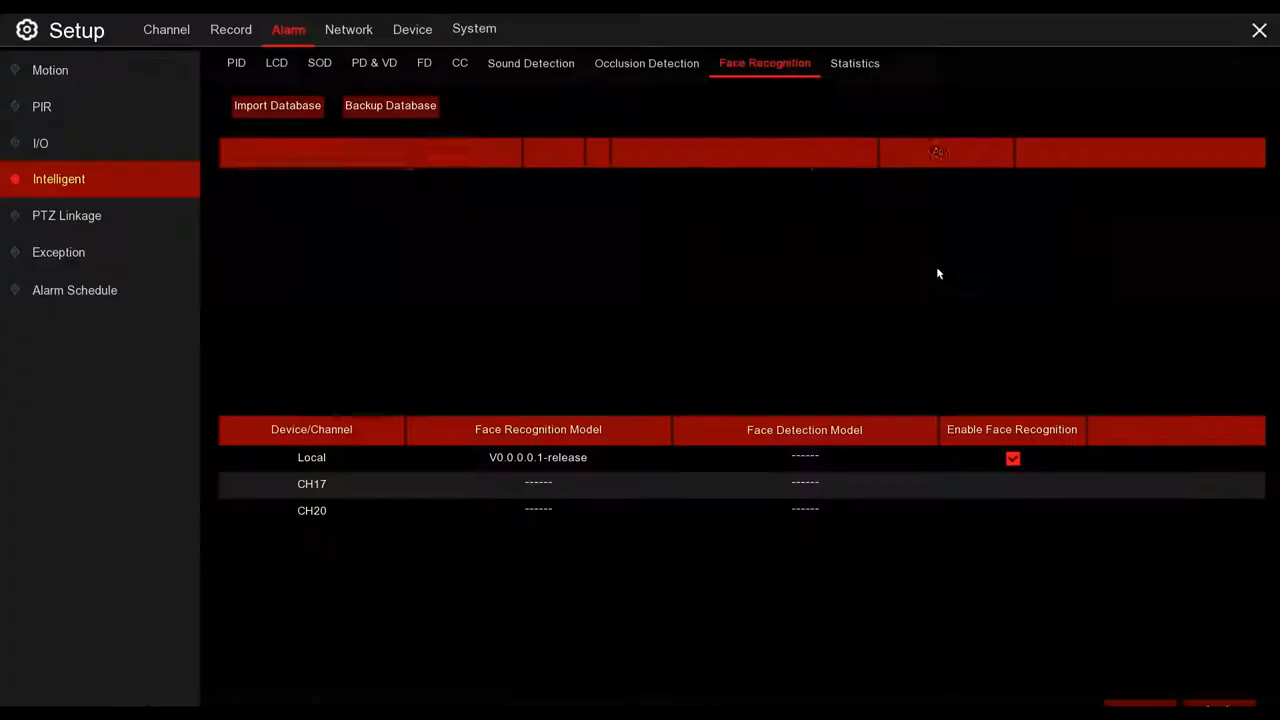 Setup Channel Record Alarm Network Device System
Motion
PIR
I/O
Intelligent
PTZ Linkage
Exception
Alarm Schedule
PID LCD SOD PD & VD FD CC Sound Detection Occlusion Detection Face Recognition Statistics
Import Database Backup Database
Device/Channel Face Recognition Model Face Detection Model Enable Face Recognition
Local V0.0.0.0.1-release ------
CH17 ------ ------
CH20 ------ ------